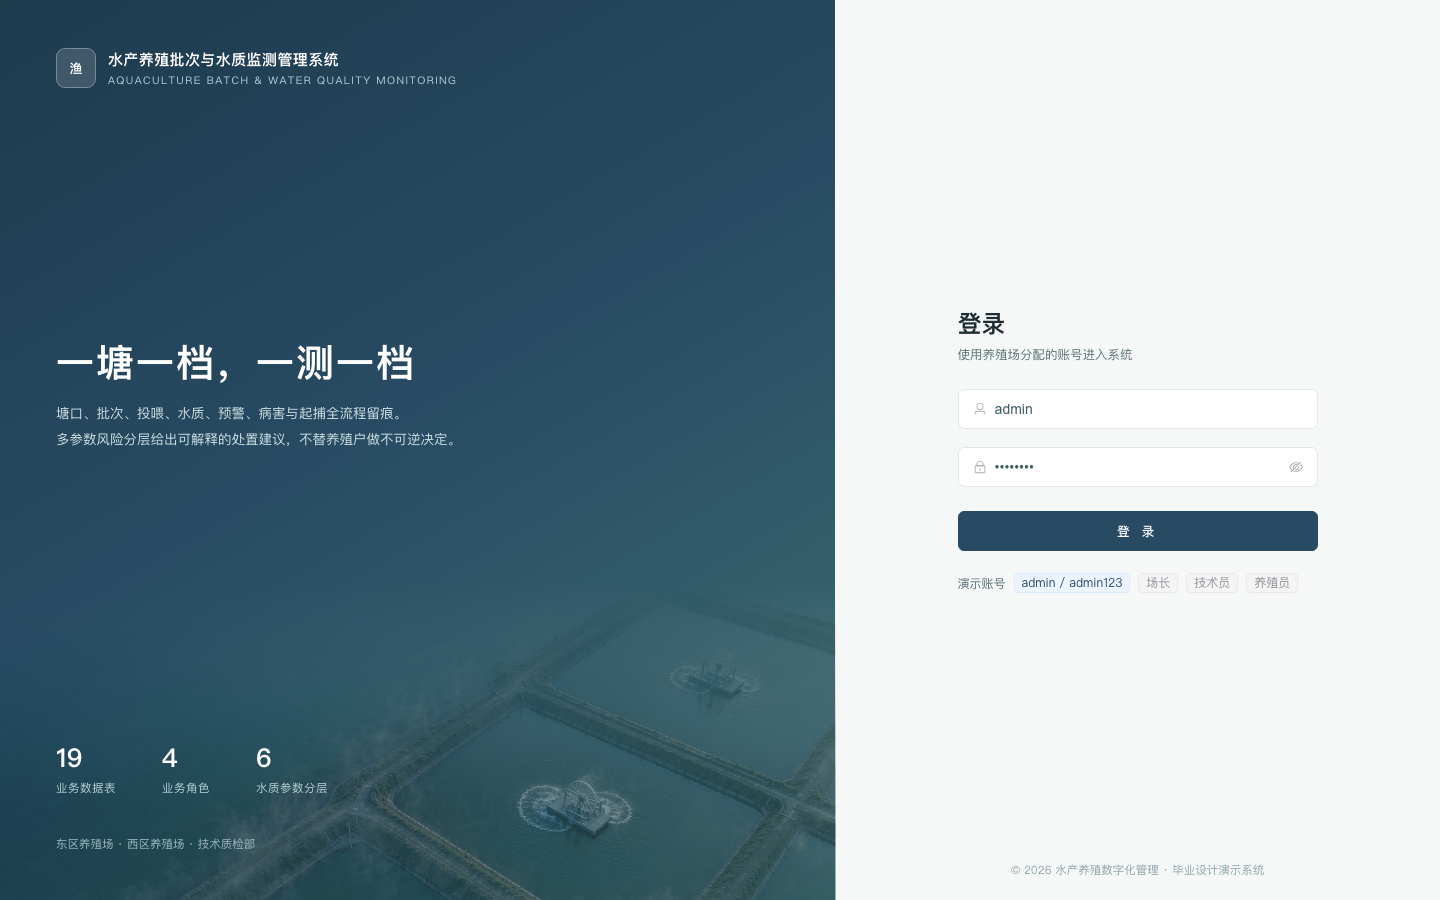 渔
水产养殖批次与水质监测管理系统
AQUACULTURE BATCH & WATER QUALITY MONITORING
一塘一档，一测一档
塘口、批次、投喂、水质、预警、病害与起捕全流程留痕。
多参数风险分层给出可解释的处置建议，不替养殖户做不可逆决定。
19 4 6
业务数据表 业务角色 水质参数分层
东区养殖场 · 西区养殖场 · 技术质检部
登录
使用养殖场分配的账号进入系统
admin
••••••••
登 录
演示账号 admin / admin123 场长 技术员 养殖员
© 2026 水产养殖数字化管理 · 毕业设计演示系统